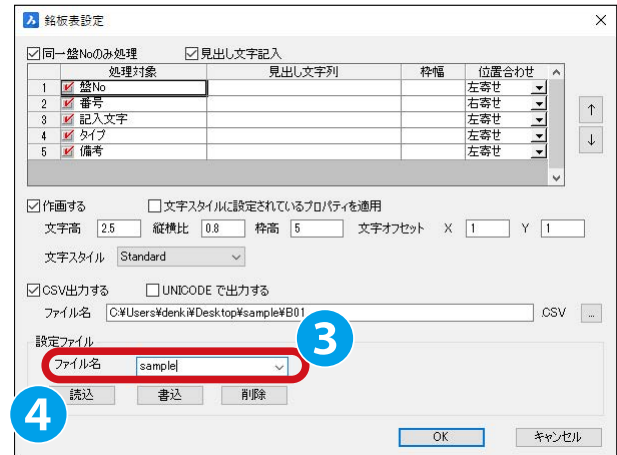 銘板表設定
同一盤Noのみ処理 見出し文字記入
処理対象 見出し文字列 枠幅 位置合わせ
1 盤No 左寄せ
2 番号 右寄せ
3 記入文字 左寄せ
4 タイプ 左寄せ
5 備考 左寄せ
↑
↓
作画する 文字スタイルに設定されているプロパティを適用
文字高 2.5 縦横比 0.8 枠高 5 文字オフセット X 1 Y 1
文字スタイル Standard
CSV出力する UNICODE で出力する
ファイル名 C:¥Users¥denki¥Desktop¥sample¥B01 .CSV ...
設定ファイル
3
ファイル名 sample
4
読込 書込 削除
OK キャンセル